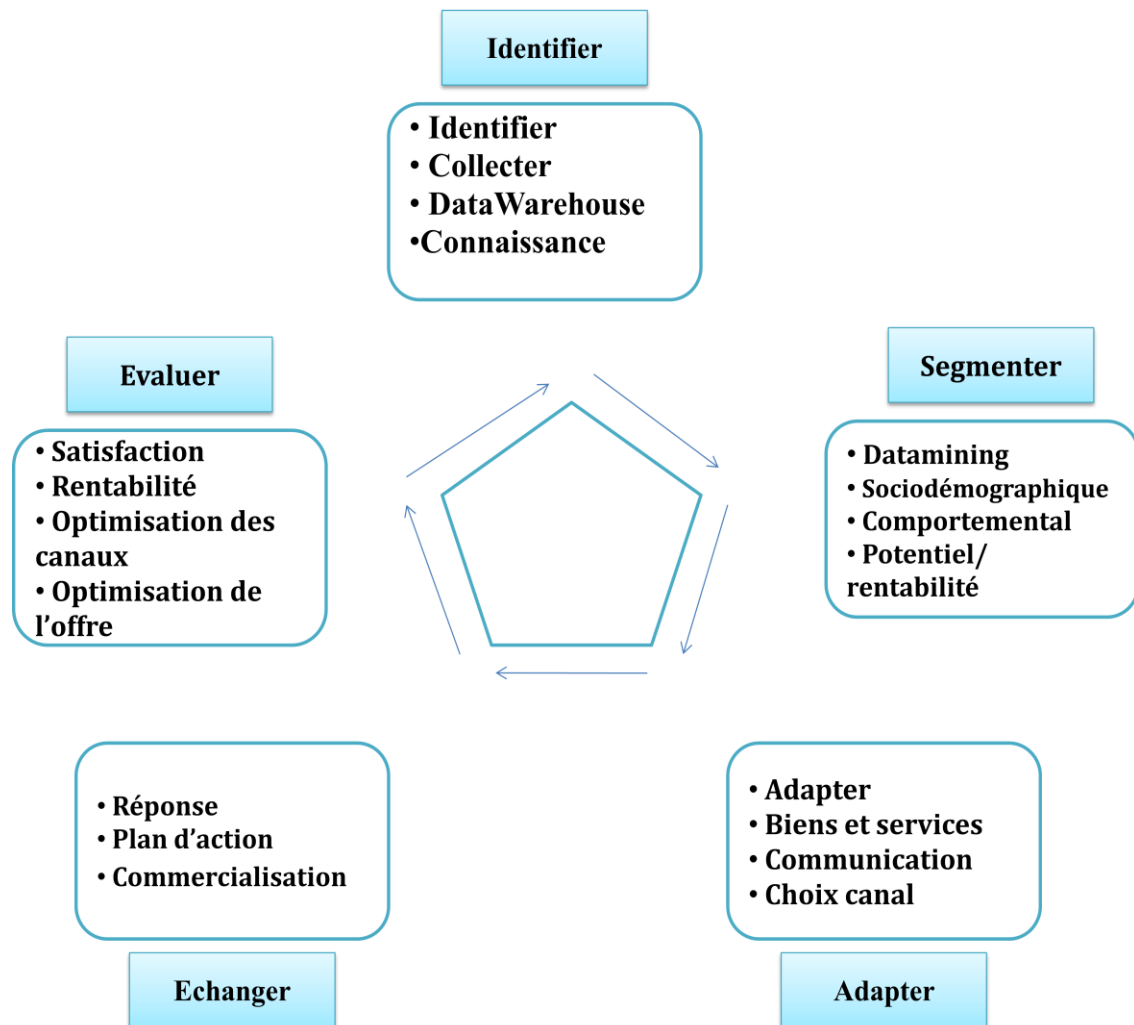 Identifier
• Identifier
• Collecter
• DataWarehouse
•Connaissance
Segmenter
• Datamining
• Sociodémographique
• Comportemental
• Potentiel/
rentabilité
• Adapter
• Biens et services
• Communication
• Choix canal
Adapter
• Réponse
• Plan d’action
• Commercialisation
Echanger
Evaluer
• Satisfaction
• Rentabilité
• Optimisation des
canaux
• Optimisation de
l’offre